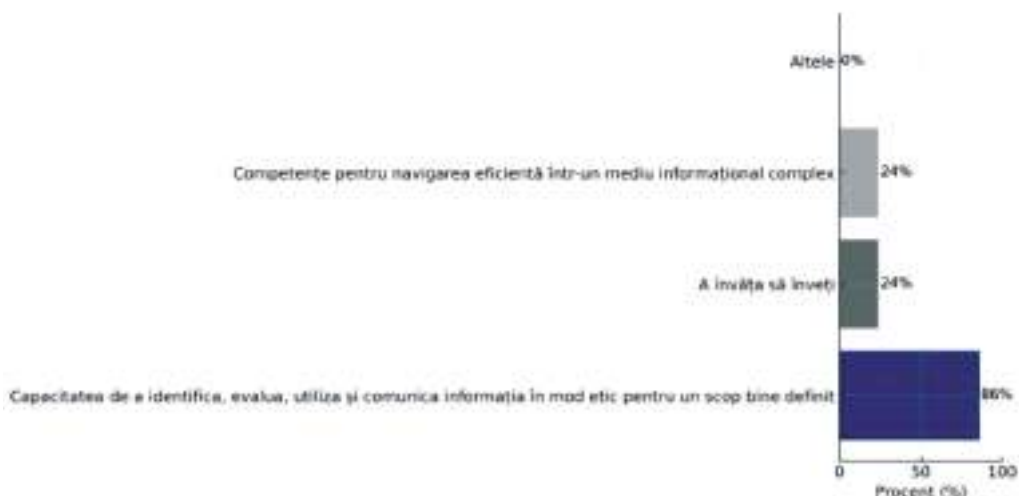 Altele 0%
Competențe pentru navigarea eficientă într-un mediu informațional complex 24%
A învăța să înveți 24%
Capacitatea de a identifica, evalua, utiliza și comunica informația în mod etic pentru un scop bine definit 86%
0 50 100
Procent (%)